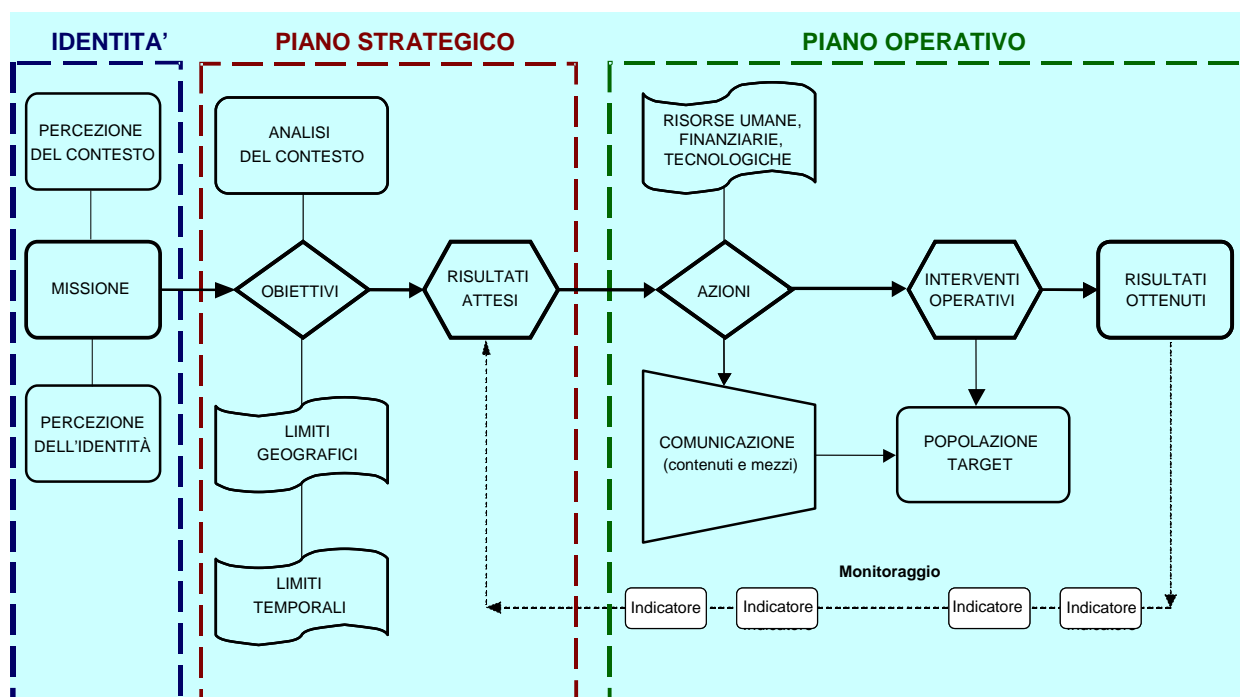 IDENTITA’
PIANO STRATEGICO
PIANO OPERATIVO
PERCEZIONE
DEL CONTESTO
MISSIONE
PERCEZIONE
DELL’IDENTITÀ
ANALISI
DEL CONTESTO
OBIETTIVI
RISULTATI
ATTESI
LIMITI
GEOGRAFICI
LIMITI
TEMPORALI
RISORSE UMANE,
FINANZIARIE,
TECNOLOGICHE
AZIONI
INTERVENTI
OPERATIVI
RISULTATI
OTTENUTI
COMUNICAZIONE
(contenuti e mezzi)
POPOLAZIONE
TARGET
Monitoraggio
Indicatore
Indicatore
Indicatore
Indicatore